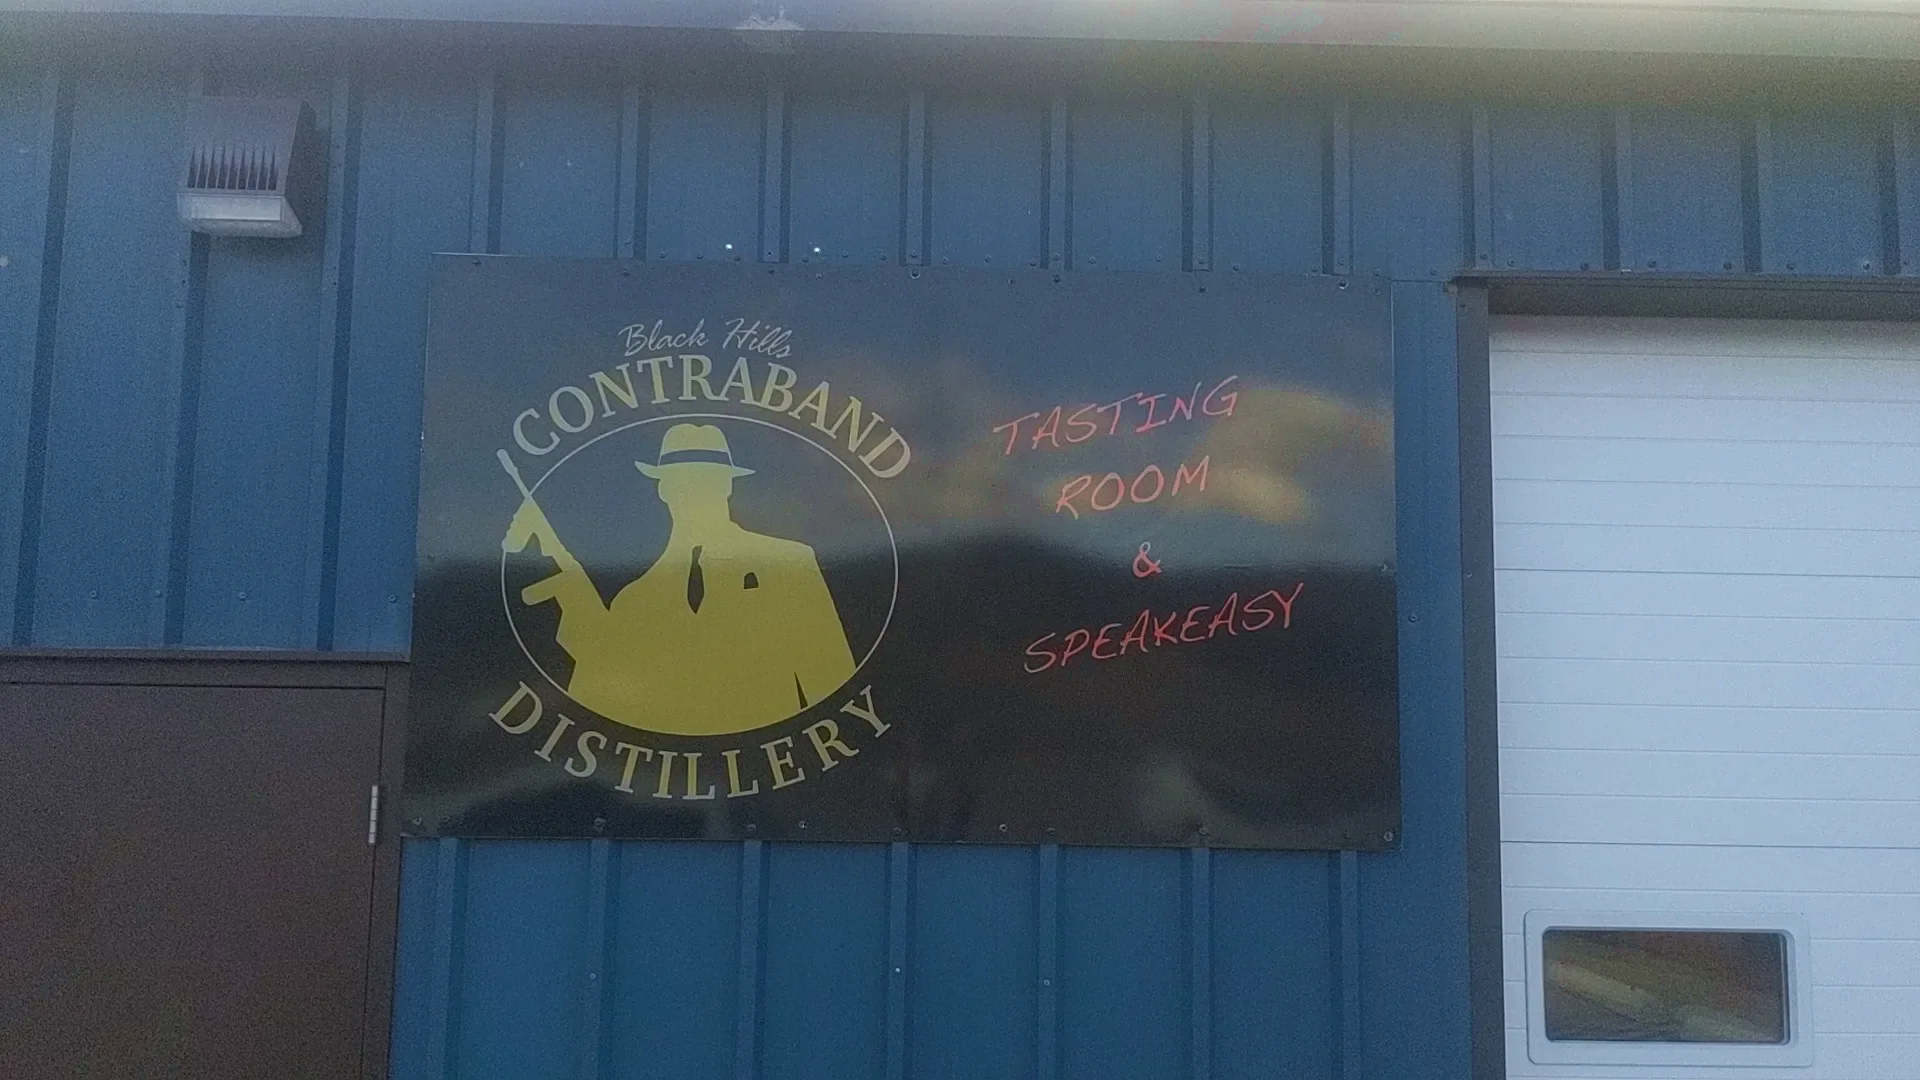 Black Hills
CONTRABAND
DISTILLERY
TASTING
ROOM
&
SPEAKEASY